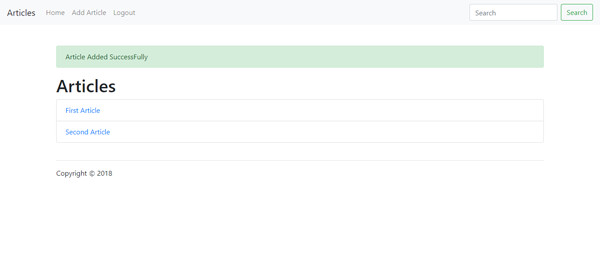 Articles Home Add Article Logout Search Search
Article Added SuccessFully
Articles
First Article
Second Article
Copyright © 2018